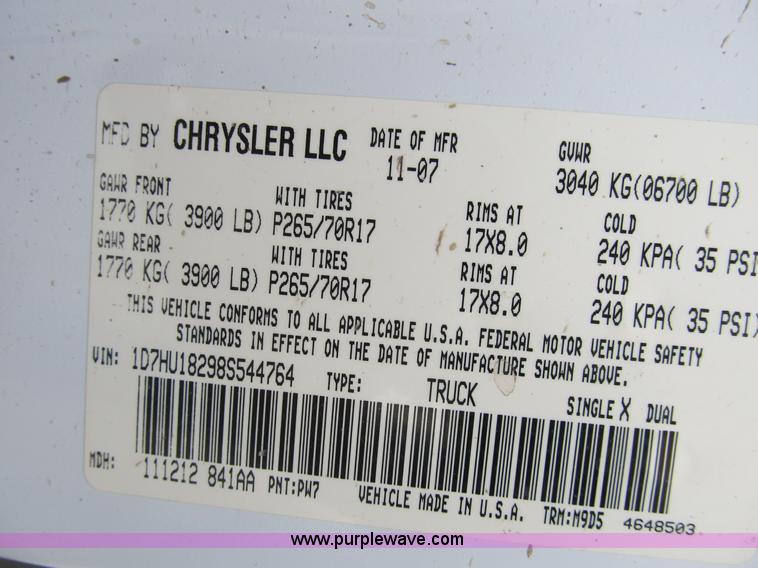 MFD BY CHRYSLER LLC DATE OF MFR GVWR
11-07 3040 KG(06700 LB)
GAWR FRONT WITH TIRES RIMS AT COLD
1770 KG( 3900 LB) P265/70R17 17X8.0 240 KPA( 35 PSI
GAWR REAR WITH TIRES RIMS AT COLD
1770 KG( 3900 LB) P265/70R17 17X8.0 240 KPA( 35 PSI)
THIS VEHICLE CONFORMS TO ALL APPLICABLE U.S.A. FEDERAL MOTOR VEHICLE SAFETY
STANDARDS IN EFFECT ON THE DATE OF MANUFACTURE SHOWN ABOVE.
VIN: 1D7HU18298S544764 TYPE: TRUCK SINGLE X DUAL
MDH: 111212 841AA PNT:PW7 VEHICLE MADE IN U.S.A. TRM:M9D5 4648503
www.purplewave.com